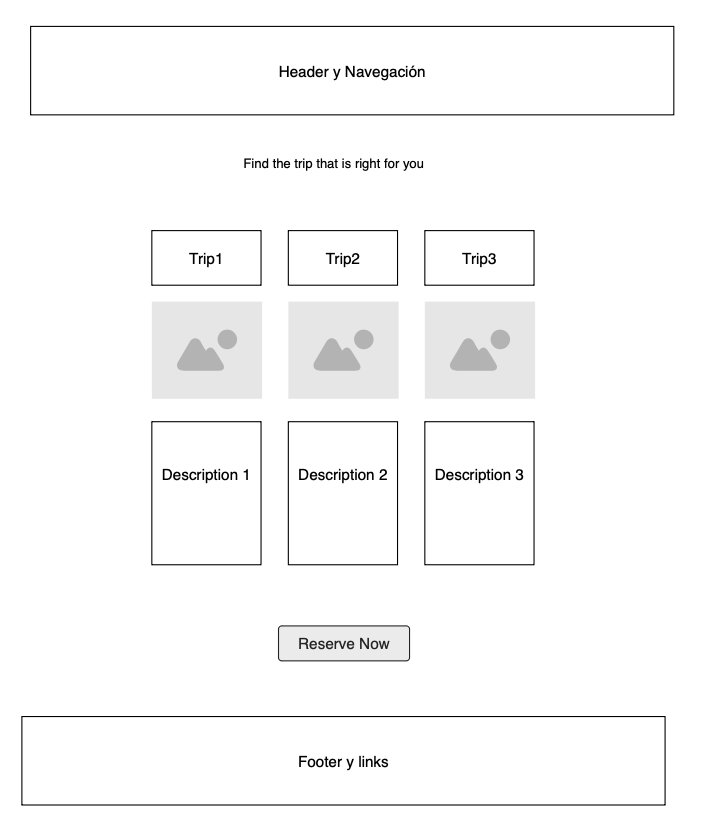 Header y Navegación
Find the trip that is right for you
Trip1
Trip2
Trip3
Description 1
Description 2
Description 3
Reserve Now
Footer y links